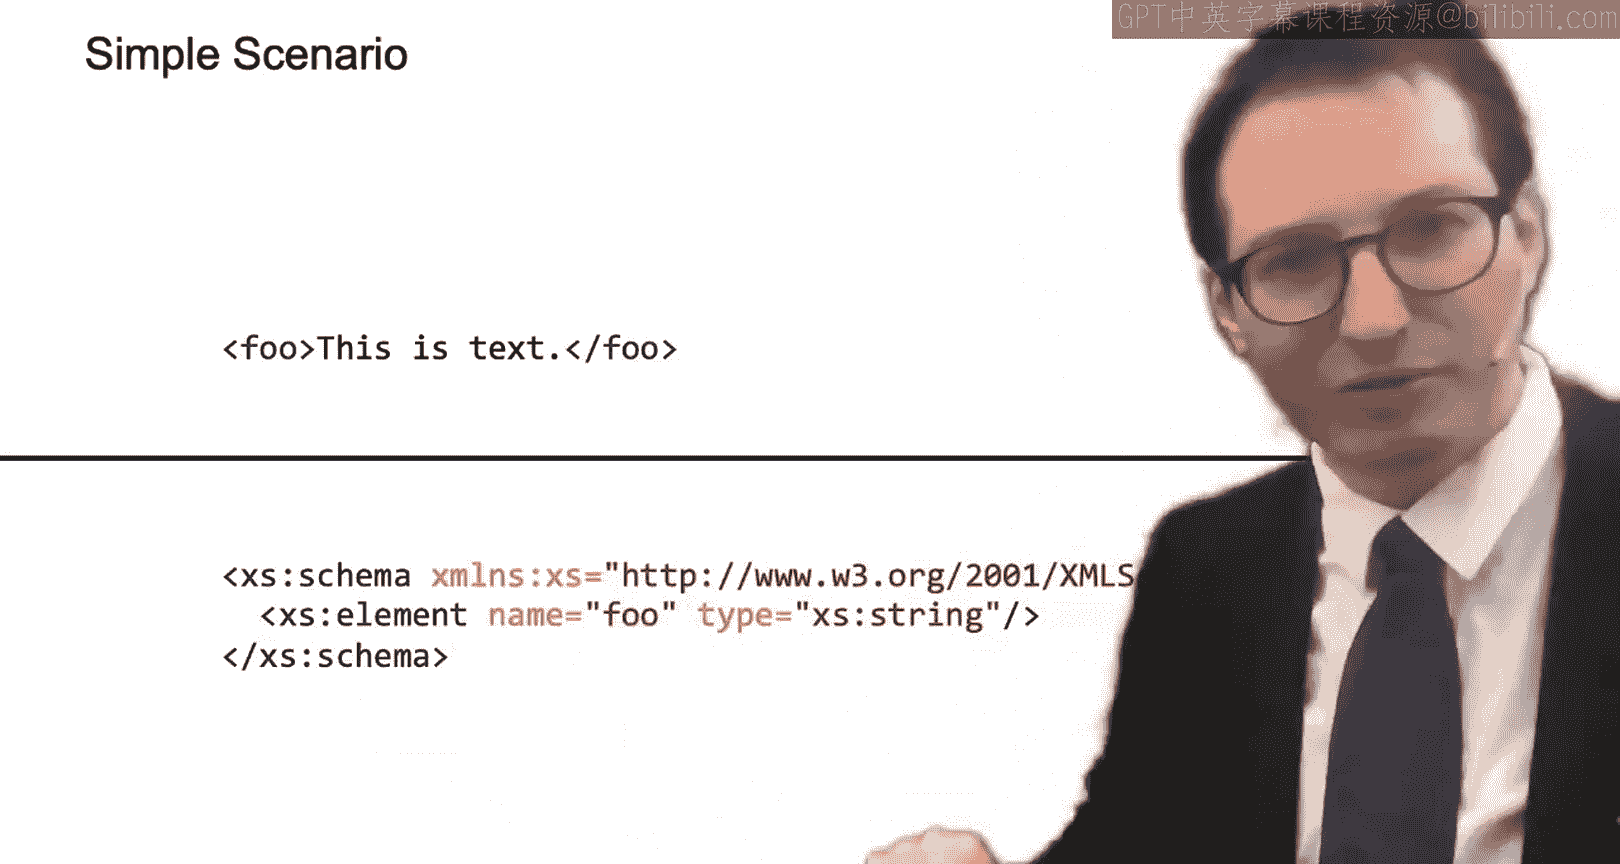 GPT中英字幕课程资源@bilibili.com
Simple Scenario
<foo>This is text.</foo>
<xs:schema xmlns:xs="http://www.w3.org/2001/XMLS
<xs:element name="foo" type="xs:string"/>
</xs:schema>